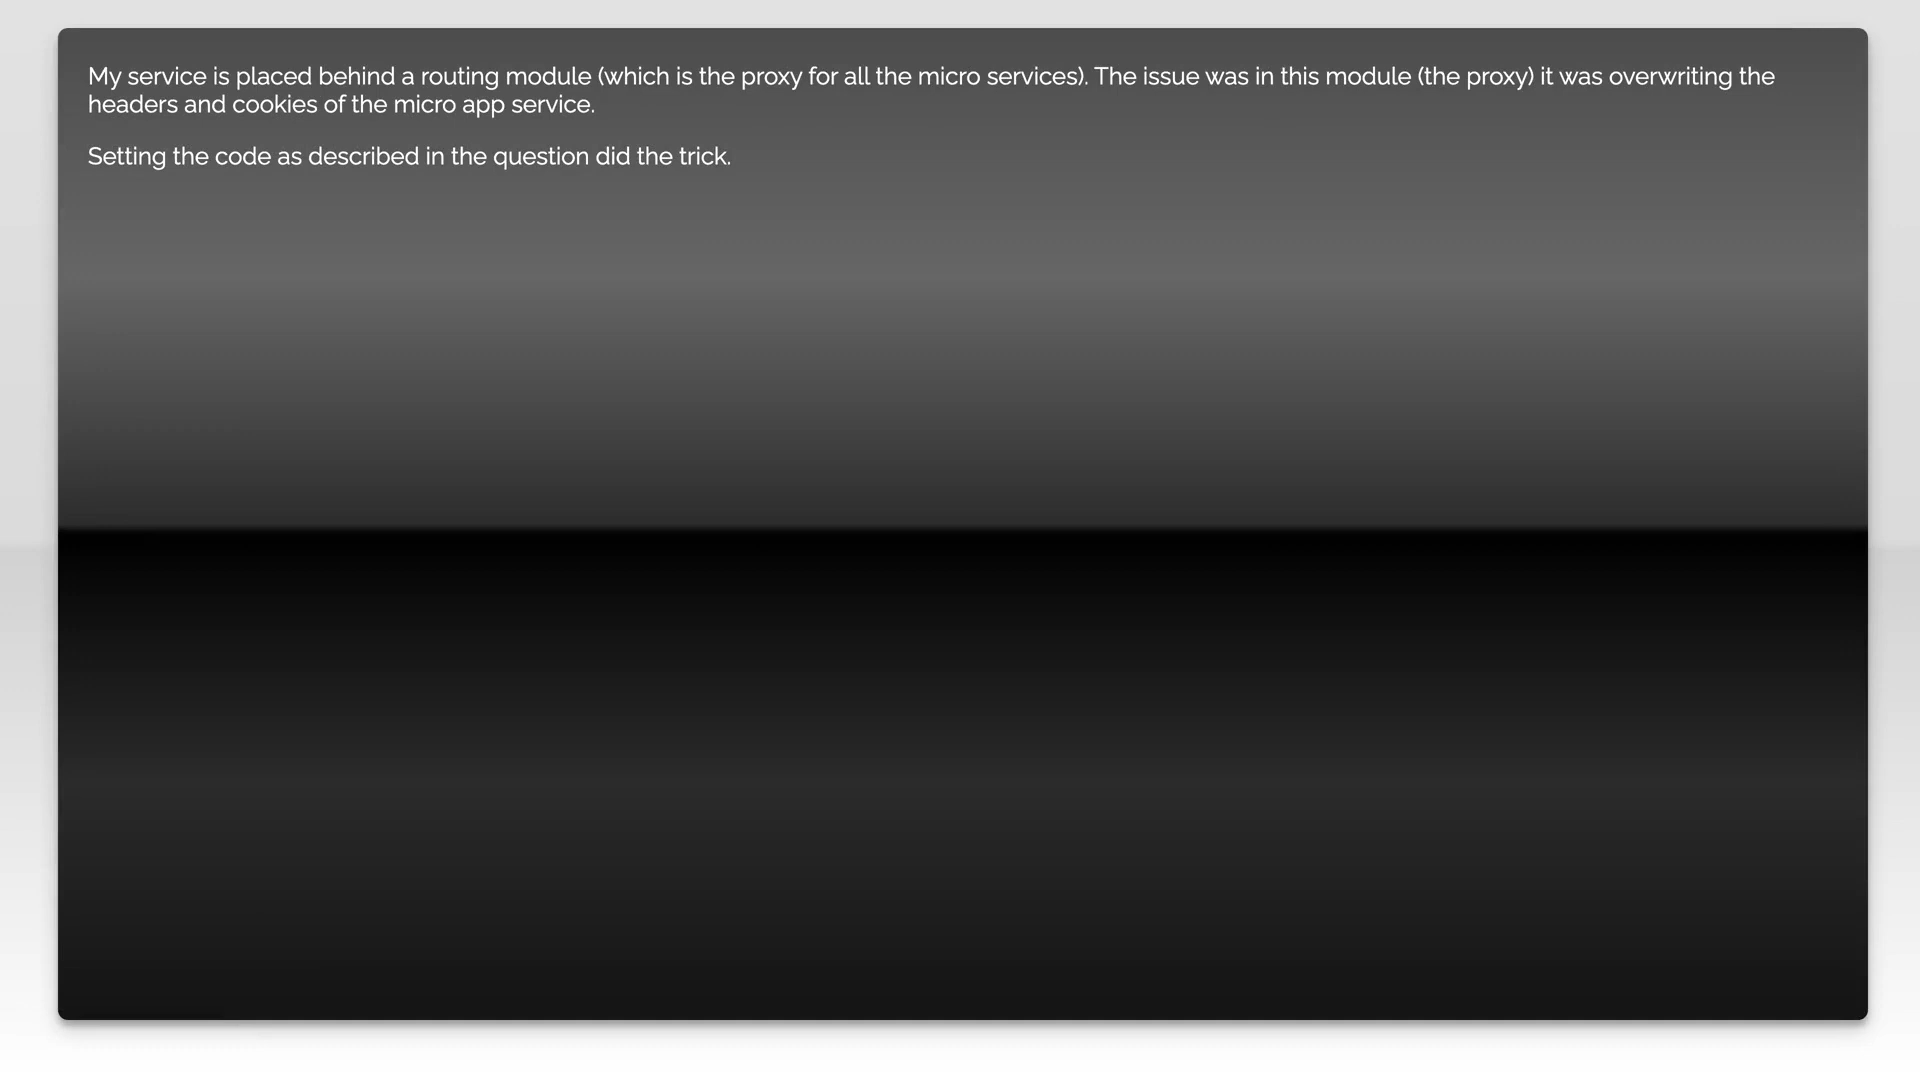 My service is placed behind a routing module (which is the proxy for all the micro services). The issue was in this module (the proxy) it was overwriting the
headers and cookies of the micro app service.
Setting the code as described in the question did the trick.